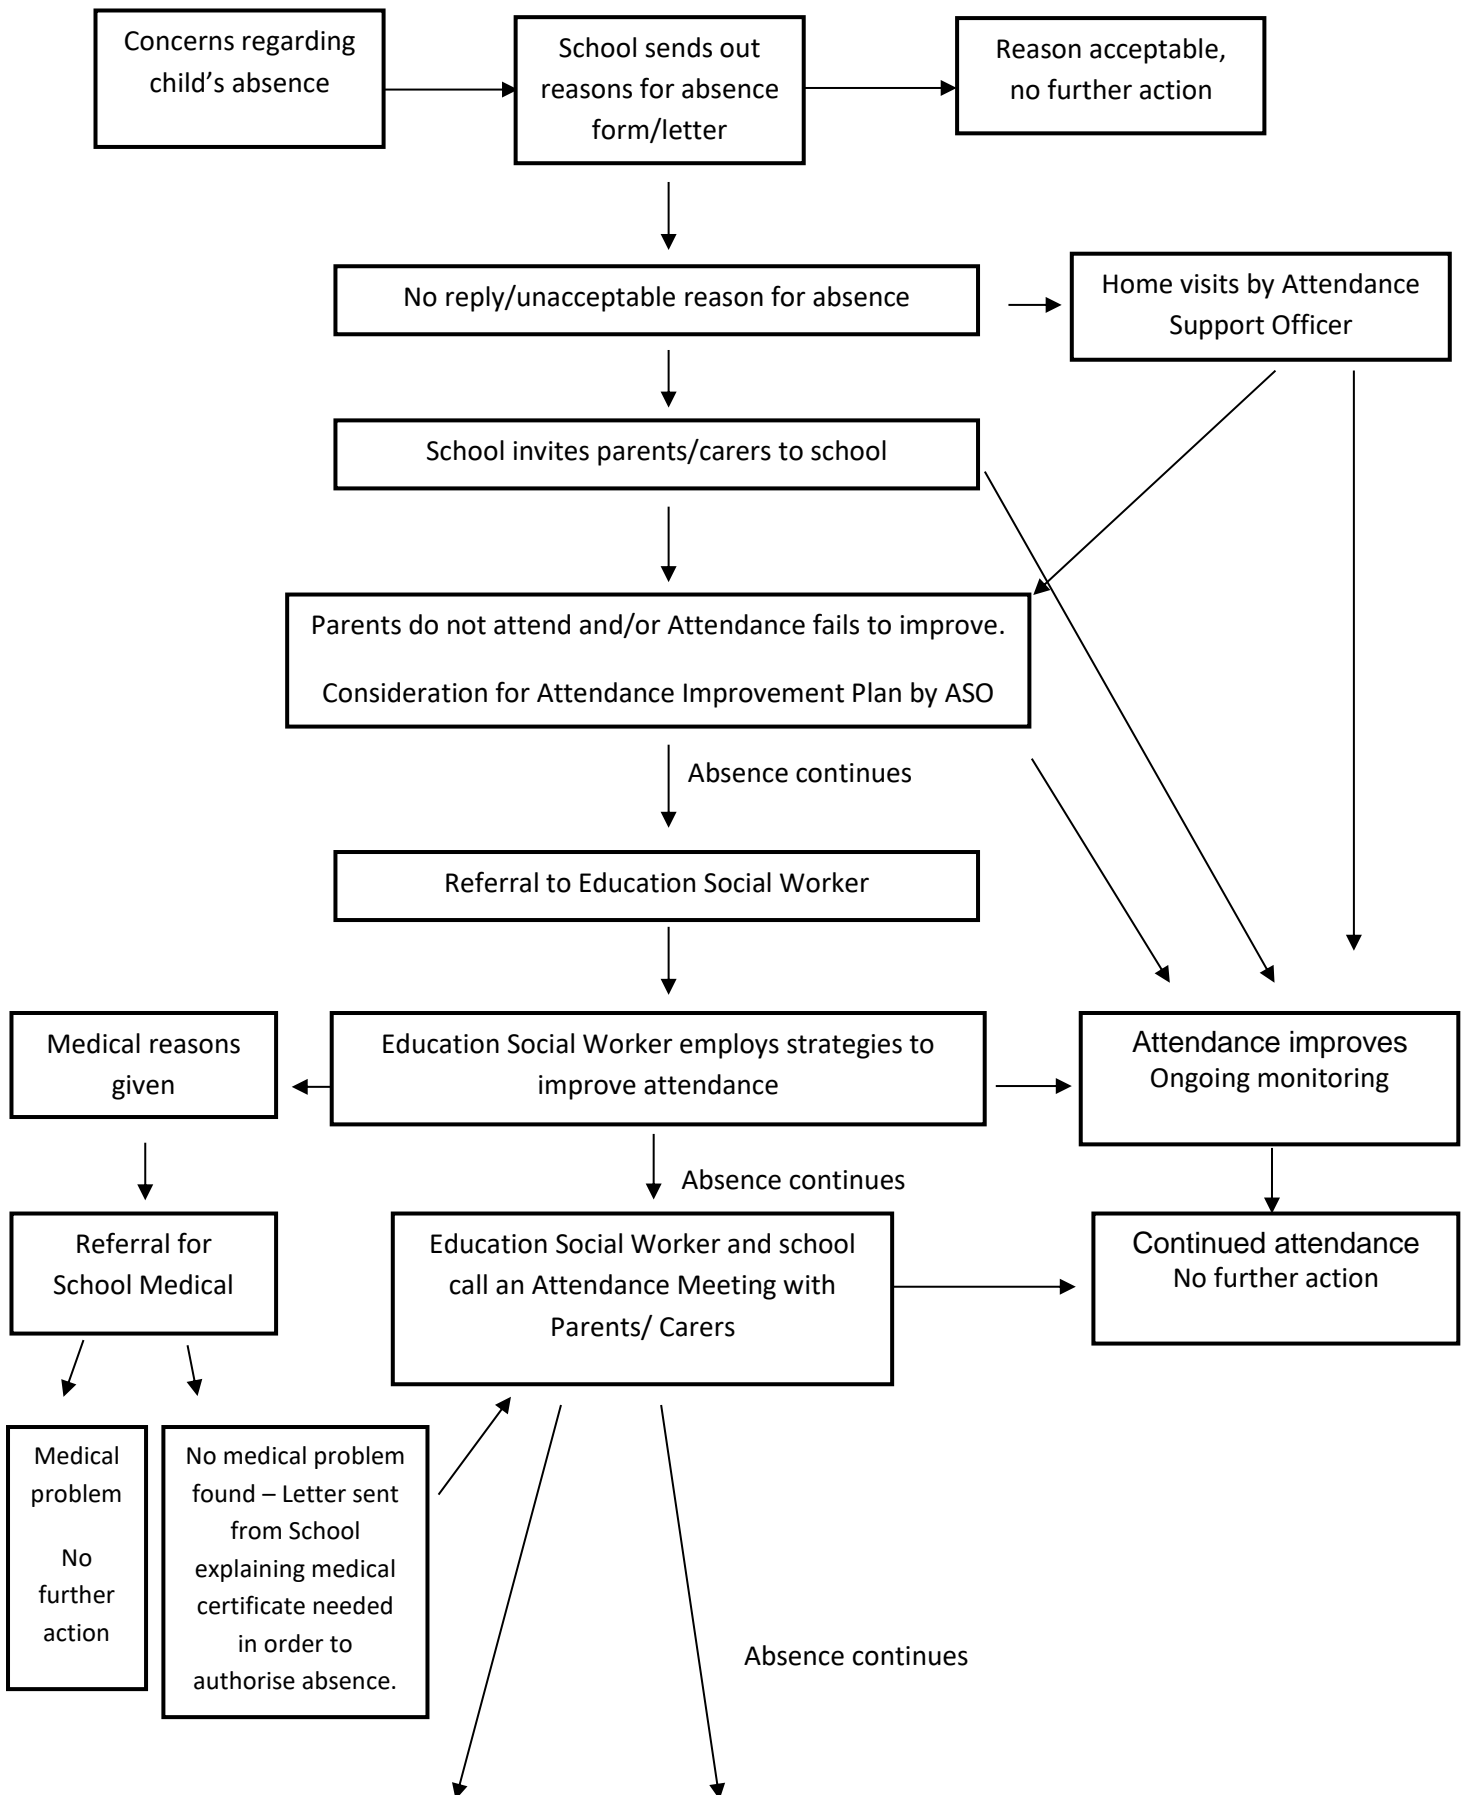 Concerns regarding
child’s absence
School sends out
reasons for absence
form/letter
Reason acceptable,
no further action
No reply/unacceptable reason for absence
Home visits by Attendance
Support Officer
School invites parents/carers to school
Parents do not attend and/or Attendance fails to improve.
Consideration for Attendance Improvement Plan by ASO
Absence continues
Referral to Education Social Worker
Medical reasons
given
Education Social Worker employs strategies to
improve attendance
Attendance improves
Ongoing monitoring
Absence continues
Referral for
School Medical
Education Social Worker and school
call an Attendance Meeting with
Parents/ Carers
Continued attendance
No further action
Medical
problem
No
further
action
No medical problem
found – Letter sent
from School
explaining medical
certificate needed
in order to
authorise absence.
Absence continues